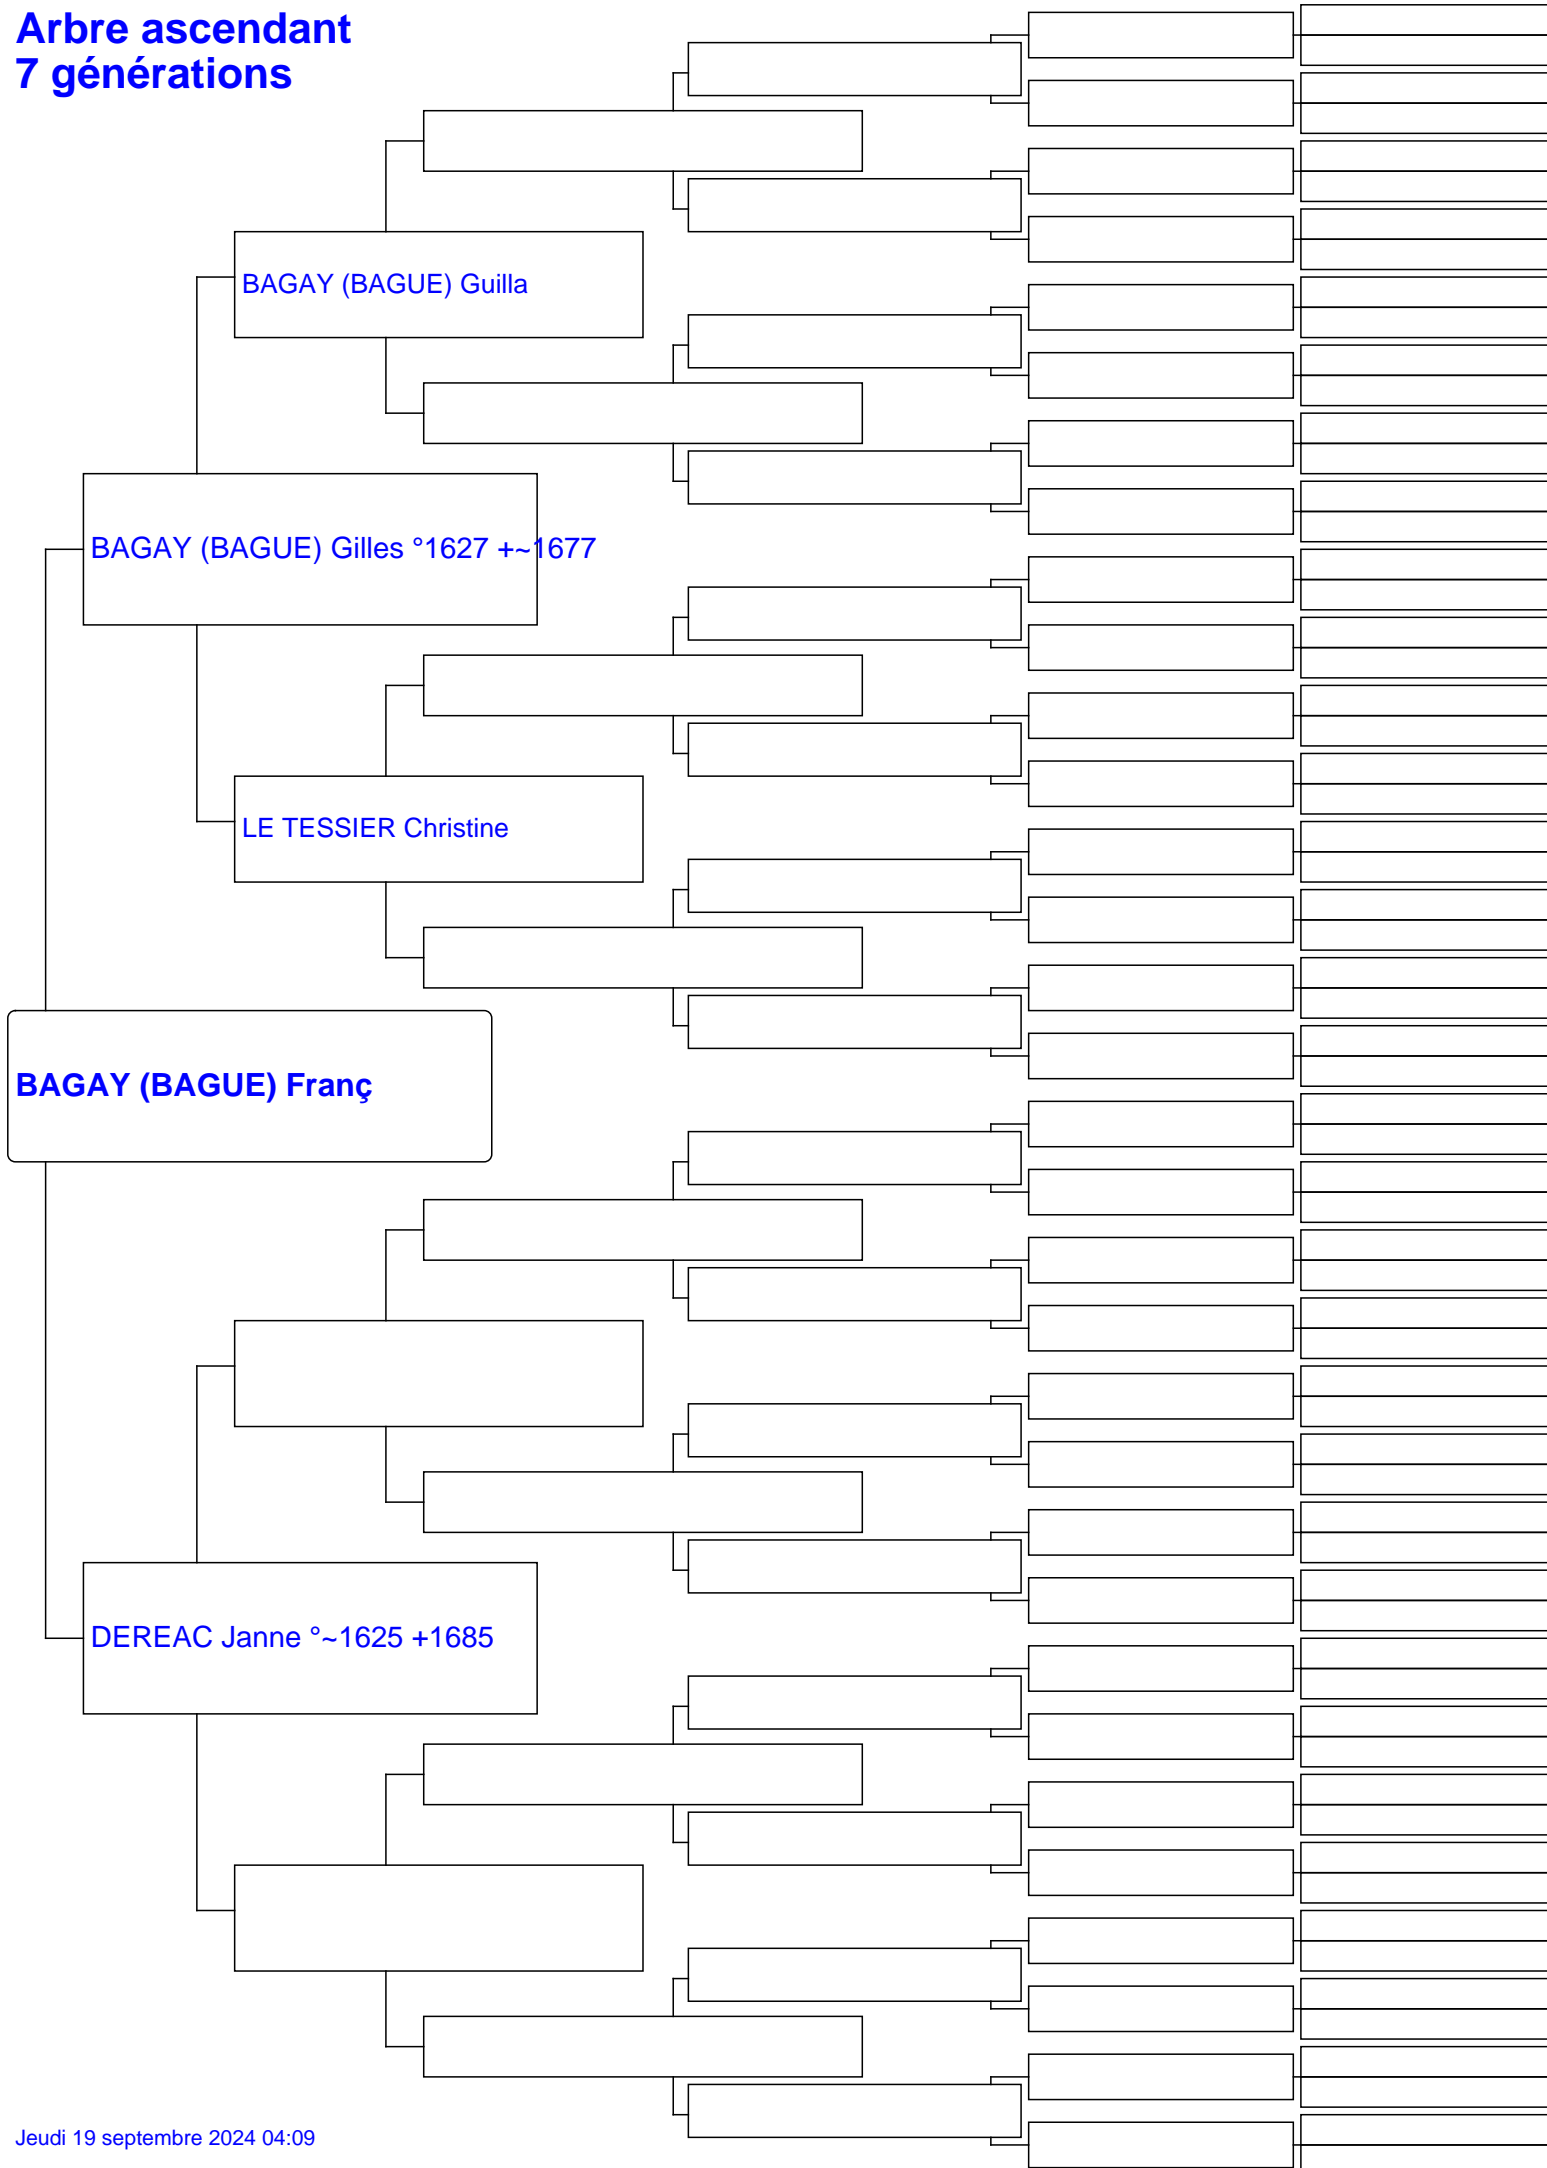 Arbre ascendant
7 générations
BAGAY (BAGUE) Guilla
BAGAY (BAGUE) Gilles °1627 +~1677
LE TESSIER Christine
BAGAY (BAGUE) Franç
DEREAC Janne °~1625 +1685
Jeudi 19 septembre 2024 04:09